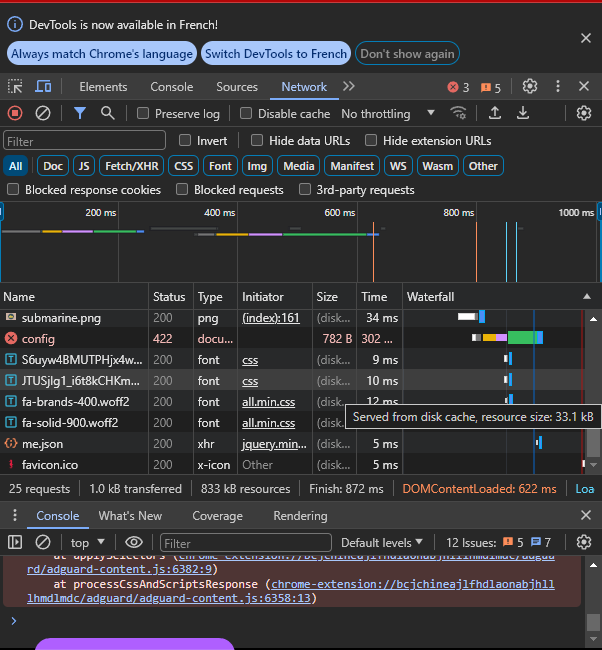 DevTools is now available in French!
Always match Chrome's language Switch DevTools to French Don't show again
Elements Console Sources Network 3 5
Preserve log Disable cache No throttling
Filter Invert Hide data URLs Hide extension URLs
All Doc JS Fetch/XHR CSS Font Img Media Manifest WS Wasm Other
Blocked response cookies Blocked requests 3rd-party requests
200 ms 400 ms 600 ms 800 ms 1000 ms
Name Status Type Initiator Size Time Waterfall
submarine.png 200 png (index):161 (disk... 34 ms
config 422 docu... 782 B 302 ...
S6uyw4BMUTPHjx4w... 200 font css (disk... 9 ms
JTUSjIg1_i6t8kCHKm... 200 font css (disk... 10 ms
fa-brands-400.woff2 200 font all.min.css (disk... 12 ms
fa-solid-900.woff2 200 font all.min.css
Served from disk cache, resource size: 33.1 kB
me.json 200 xhr jquery.min... (disk... 5 ms
favicon.ico 200 x-icon Other (disk... 5 ms
25 requests 1.0 kB transferred 833 kB resources Finish: 872 ms DOMContentLoaded: 622 ms Loa
Console What's New Coverage Rendering
top Filter Default levels 12 Issues: 5 7
at applySelectors (chrome-extension://bcjchineajlfhdlaonabjhllhmdlmdc/adgua
rd/adguard-content.js:6382:9)
at processCssAndScriptsResponse (chrome-extension://bcjchineajlfhdlaonabjhll
lhmdlmdc/adguard/adguard-content.js:6358:13)